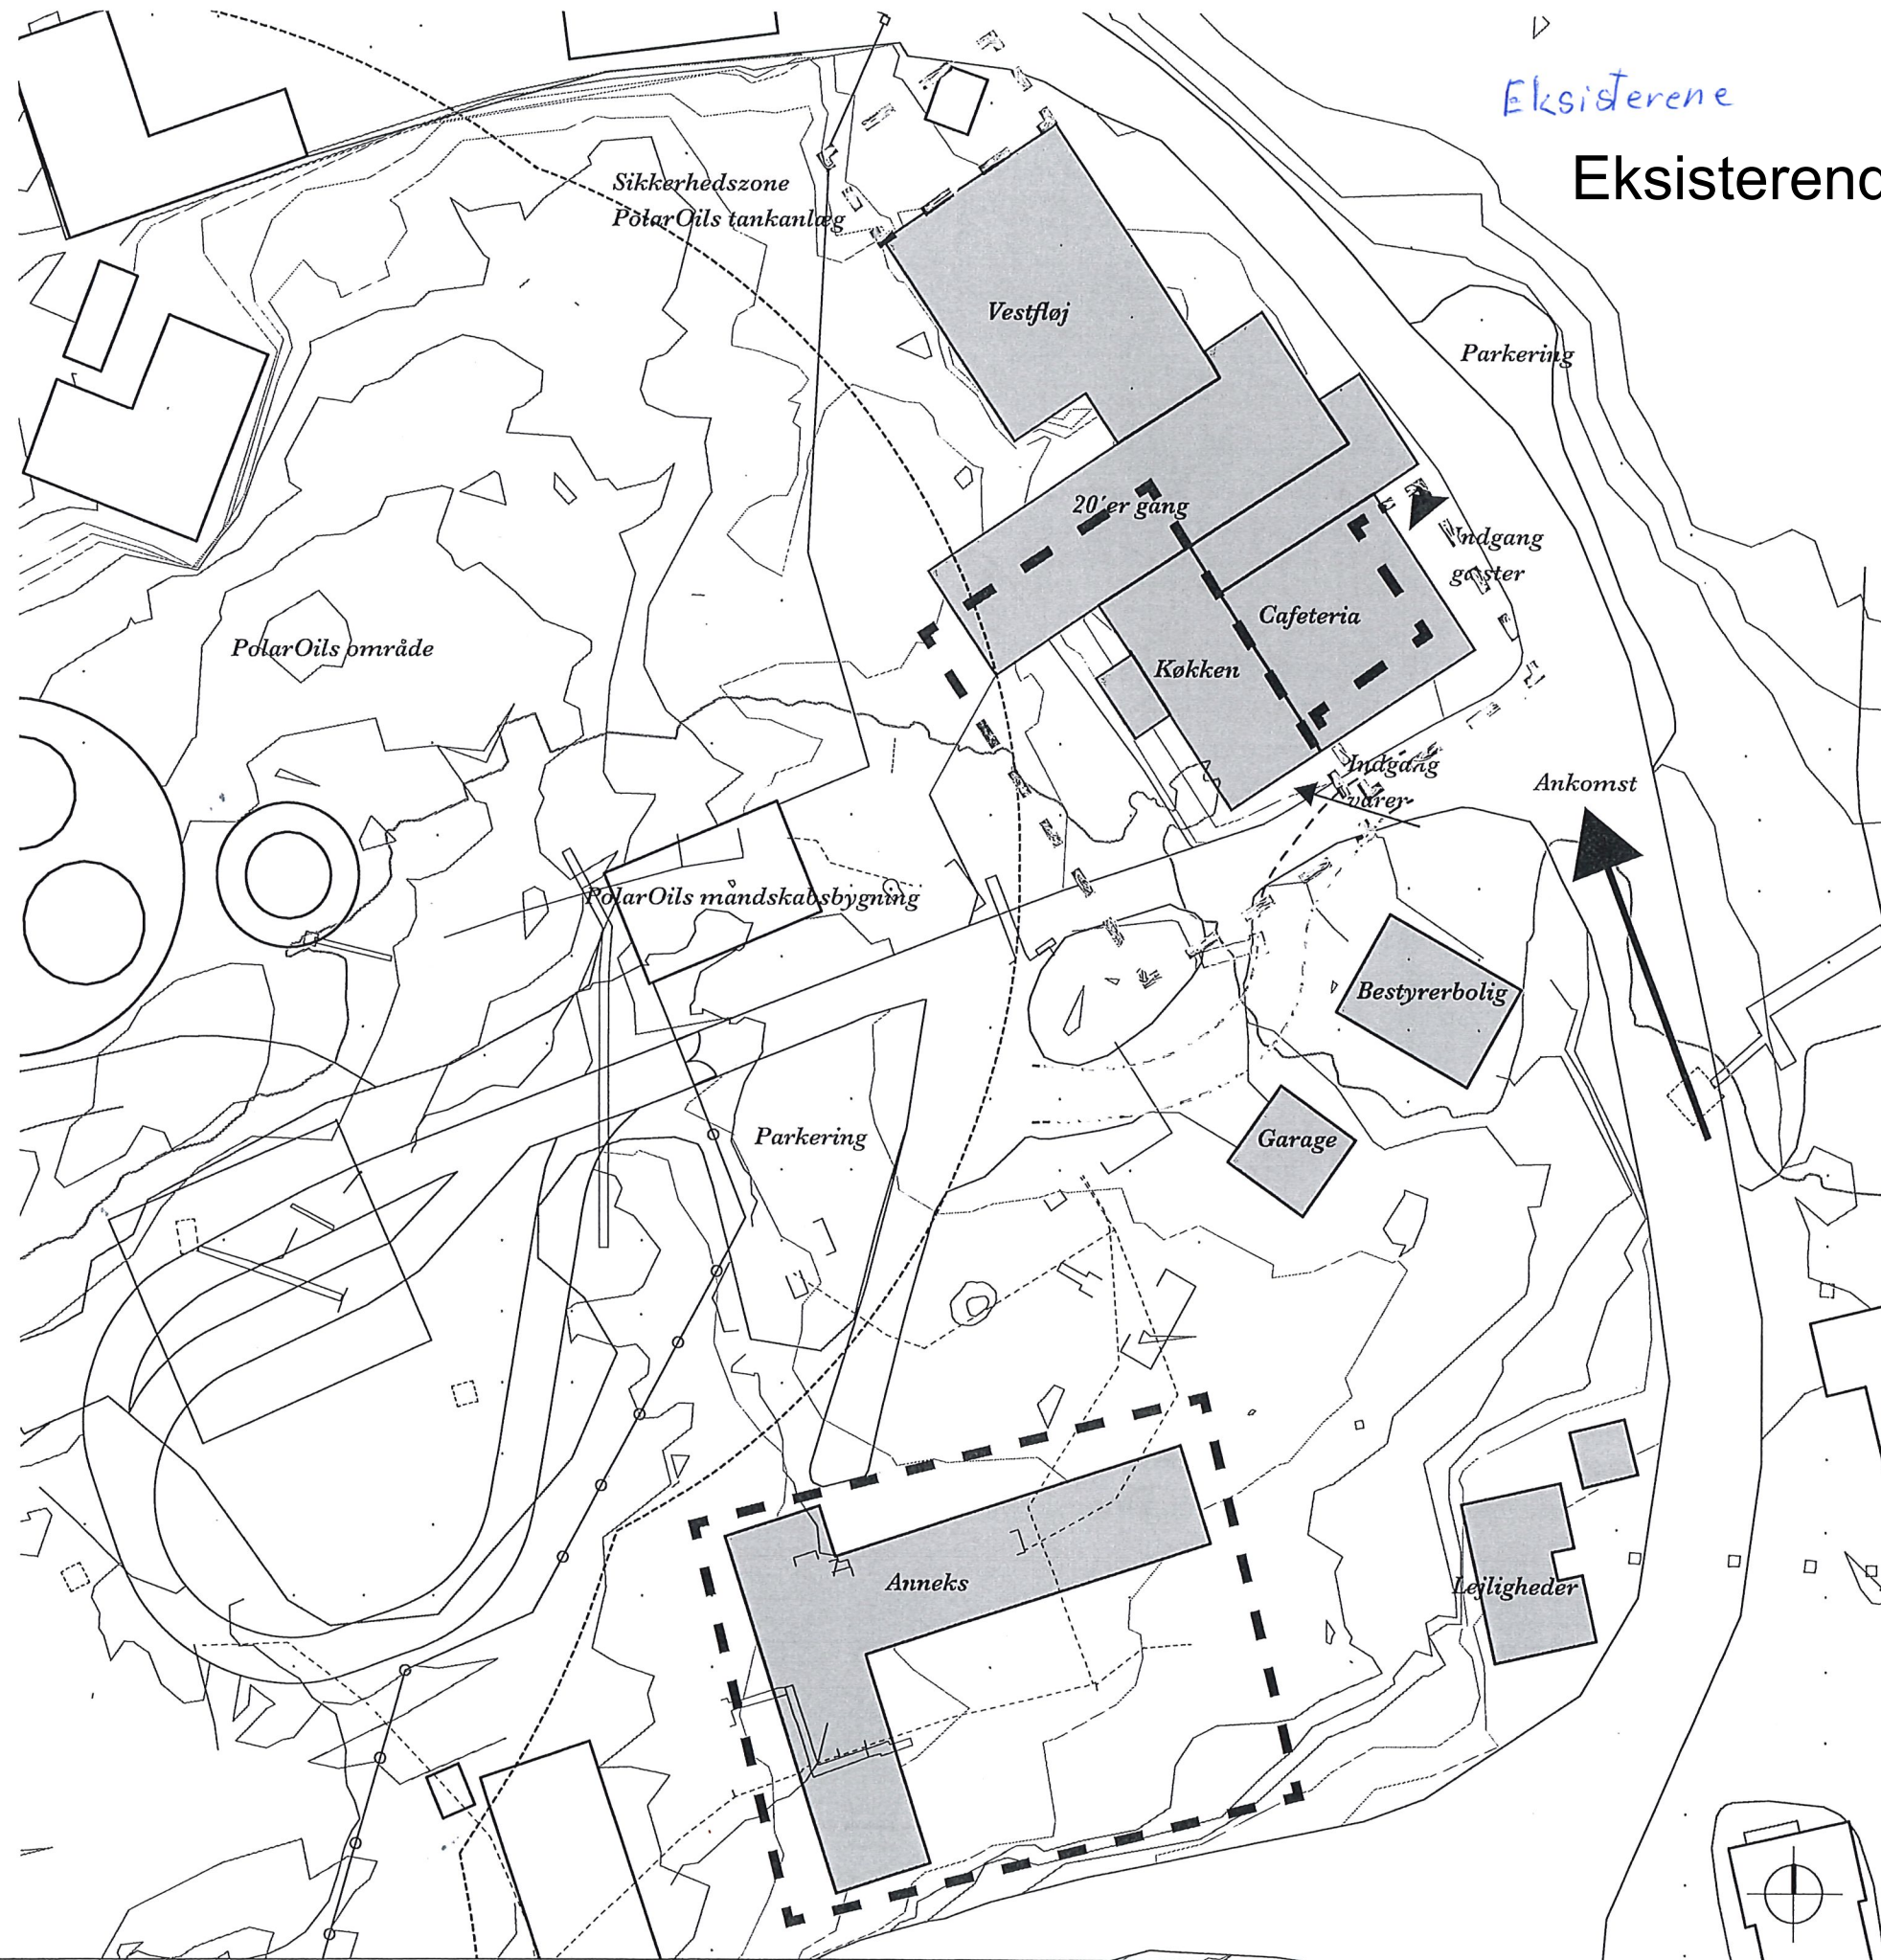 Eksisterene
Eksisterend
Sikkerhedszone
PolarOils tankanlæg
Vestfløj
Parkering
20'er gang
Indgang
gæster
Cafeteria
PolarOils område
Køkken
Indgang
varer
Ankomst
PolarOils mandskabsbygning
Bestyrerbolig
Parkering
Garage
Anneks
Lejligheder